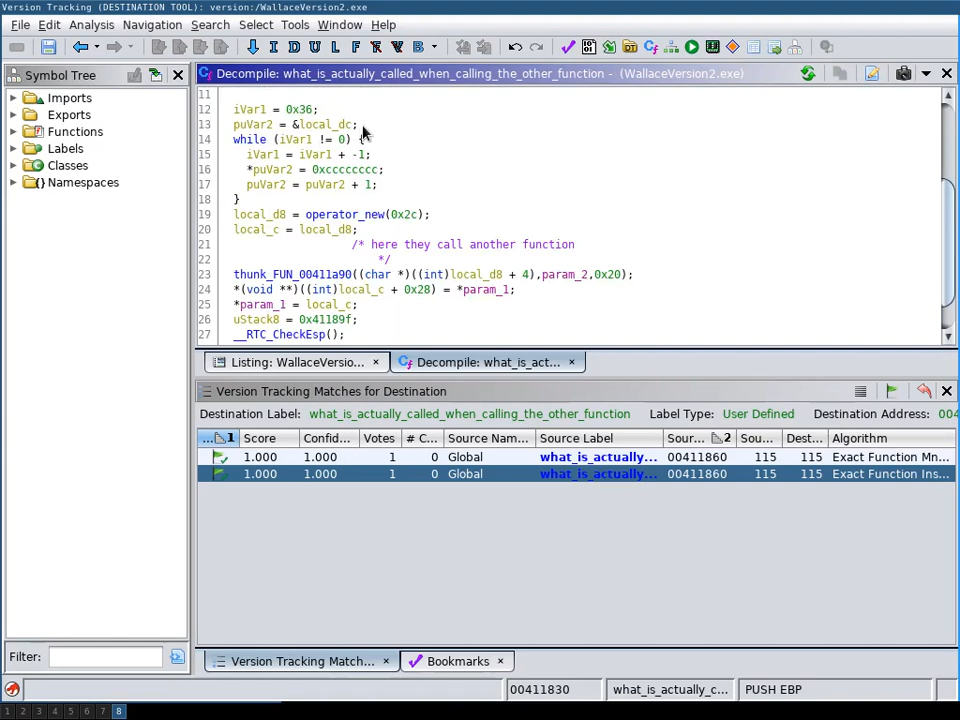 Version Tracking (DESTINATION TOOL): version:/WallaceVersion2.exe
File Edit Analysis Navigation Search Select Tools Window Help
I D U L F F V B
Symbol Tree
Imports
Exports
Functions
Labels
Classes
Namespaces
Filter:
Decompile: what_is_actually_called_when_calling_the_other_function - (WallaceVersion2.exe)
11
12 iVar1 = 0x36;
13 puVar2 = &local_dc;
14 while (iVar1 != 0) {
15 iVar1 = iVar1 + -1;
16 *puVar2 = 0xcccccccc;
17 puVar2 = puVar2 + 1;
18 }
19 local_d8 = operator_new(0x2c);
20 local_c = local_d8;
21 /* here they call another function
22 */
23 thunk_FUN_00411a90((char *)((int)local_d8 + 4),param_2,0x20);
24 *(void **)((int)local_c + 0x28) = *param_1;
25 *param_1 = local_c;
26 uStack8 = 0x41189f;
27 __RTC_CheckEsp();
Listing: WallaceVersio... × Decompile: what_is_act... ×
Version Tracking Matches for Destination
Destination Label: what_is_actually_called_when_calling_the_other_function Label Type: User Defined Destination Address: 004
... 1 Score Confid... Votes # C... Source Nam... Source Label Sour... 2 Sou... Dest... Algorithm
1.000 1.000 1 0 Global what_is_actually... 00411860 115 115 Exact Function Mn...
1.000 1.000 1 0 Global what_is_actually... 00411860 115 115 Exact Function Ins...
Version Tracking Match... × Bookmarks ×
00411830 what_is_actually_c... PUSH EBP
1 2 3 4 5 6 7 8